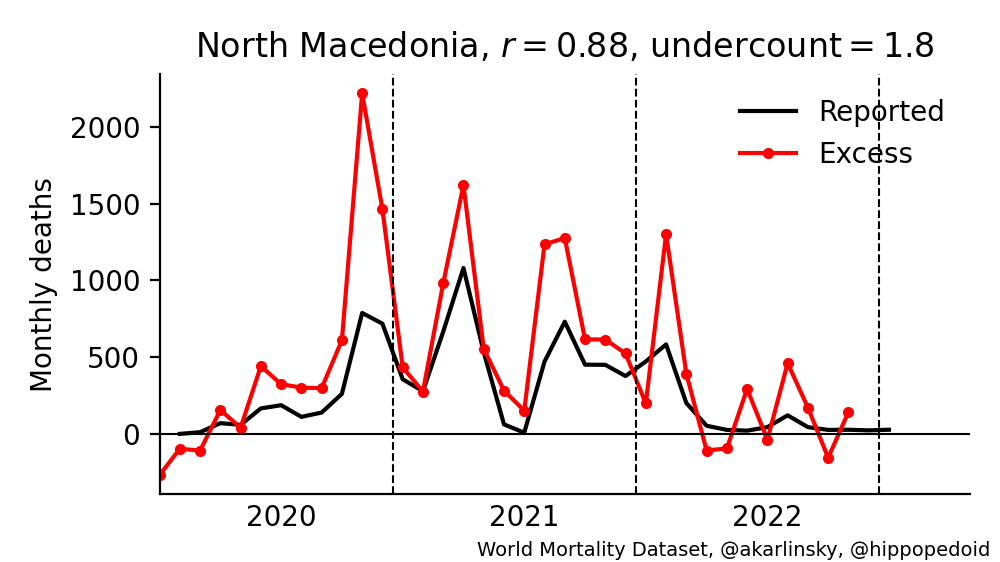 North Macedonia, r = 0.88, undercount = 1.8
Monthly deaths
2000
1500
1000
500
0
Reported
Excess
2020 2021 2022
World Mortality Dataset, @akarlinsky, @hippopedoid